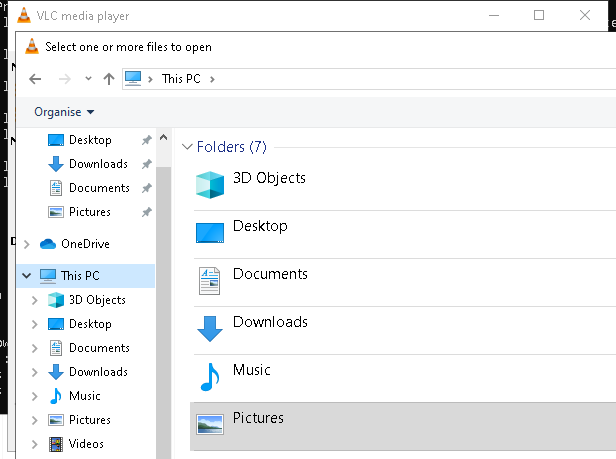 VLC media player
Select one or more files to open
This PC
Organise
Desktop
Downloads
Documents
Pictures
OneDrive
This PC
3D Objects
Desktop
Documents
Downloads
Music
Pictures
Videos
Folders (7)
3D Objects
Desktop
Documents
Downloads
Music
Pictures